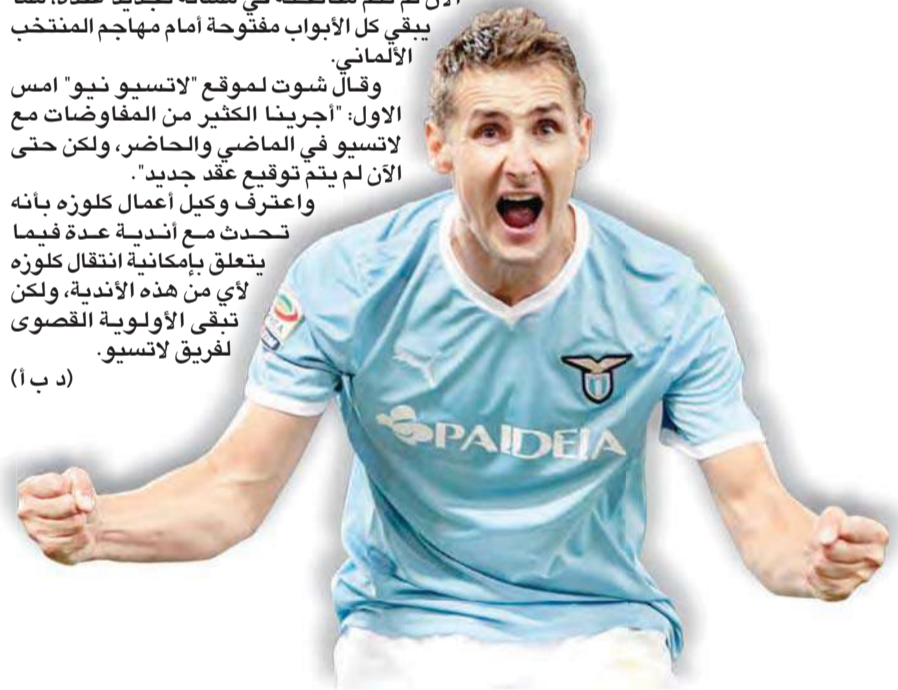 يبقي كل الأبواب مفتوحة أمام مهاجم المنتخب
الألماني.
وقال شوت لموقع "لاتسيو نيو" امس
الاول: "أجرينا الكثير من المفاوضات مع
لاتسيو في الماضي والحاضر، ولكن حتى
الآن لم يتم توقيع عقد جديد".
واعترف وكيل أعمال كلوزه بأنه
تحدث مع أندية عدة فيما
يتعلق بإمكانية انتقال كلوزه
لأي من هذه الأندية، ولكن
تبقى الأولوية القصوى
لفريق لاتسيو.
(د ب أ)
PAIDEIA